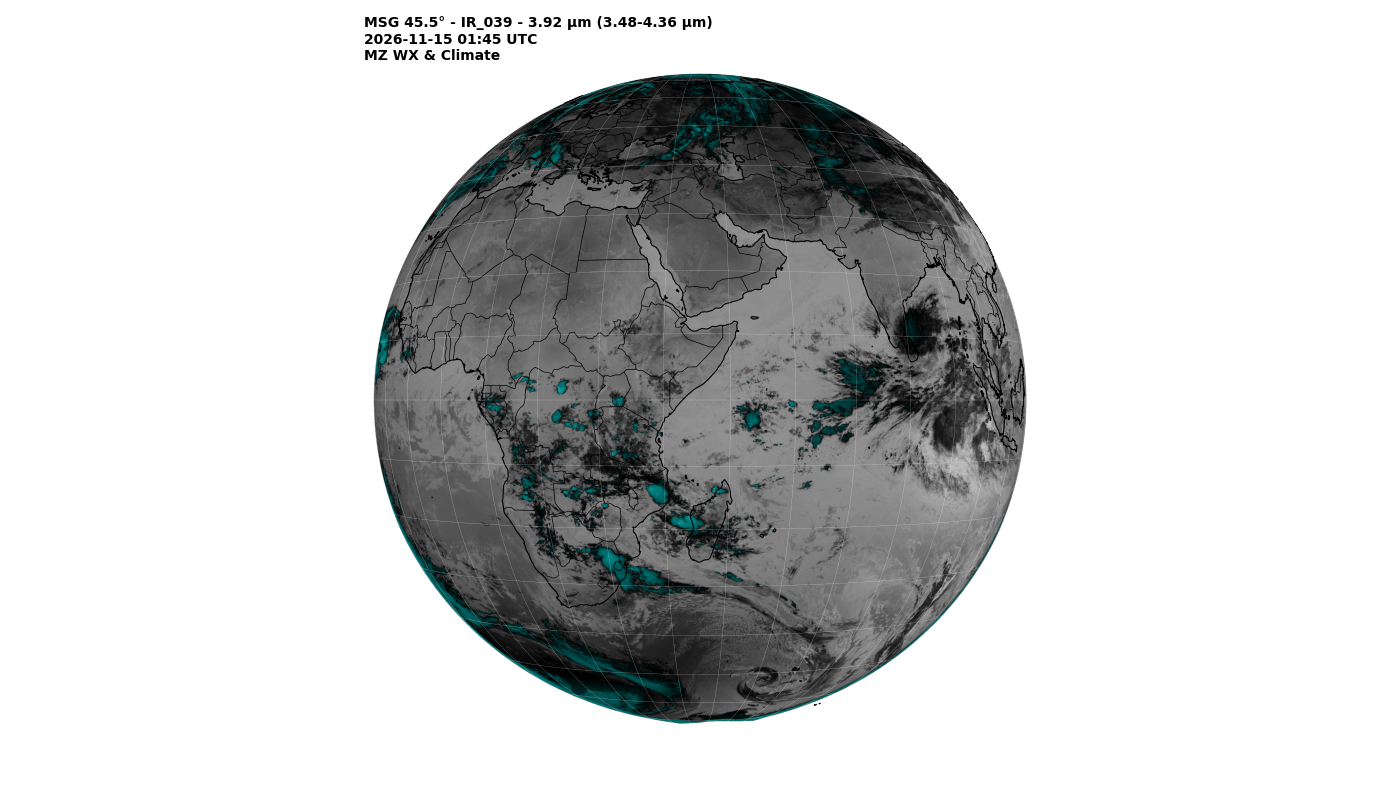 MSG 45.5° - IR_039 - 3.92 µm (3.48-4.36 µm)
2026-11-15 01:45 UTC
MZ WX & Climate